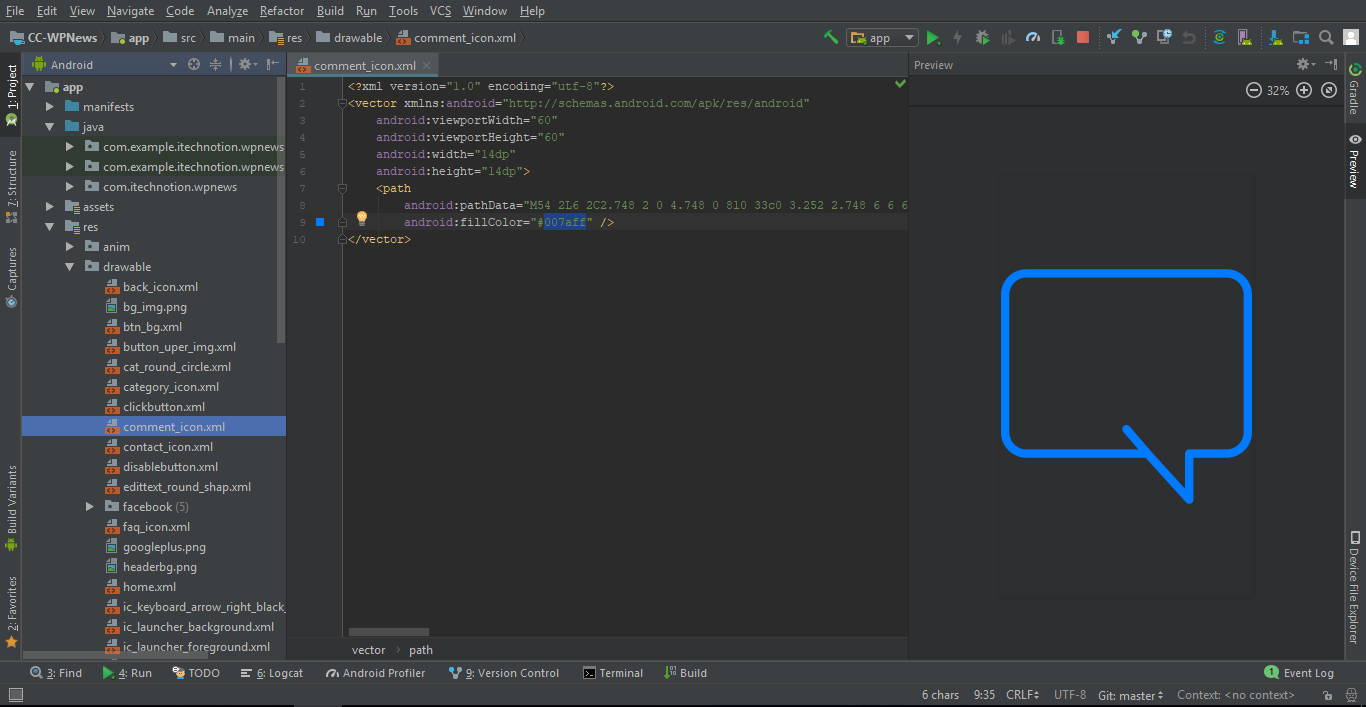 File Edit View Navigate Code Analyze Refactor Build Run Tools VCS Window Help
CC-WPNews app src main res drawable comment_icon.xml
app
Android
comment_icon.xml
Preview
1: Project
Z: Structure
Captures
Build Variants
2: Favorites
app
manifests
java
com.example.itechnotion.wpnews
com.example.itechnotion.wpnews
com.itechnotion.wpnews
assets
res
anim
drawable
back_icon.xml
bg_img.png
btn_bg.xml
button_uper_img.xml
cat_round_circle.xml
category_icon.xml
clickbutton.xml
comment_icon.xml
contact_icon.xml
disablebutton.xml
edittext_round_shap.xml
facebook (5)
faq_icon.xml
googleplus.png
headerbg.png
home.xml
ic_keyboard_arrow_right_black_
ic_launcher_background.xml
ic_launcher_foreground.xml
1 <?xml version="1.0" encoding="utf-8"?>
2 <vector xmlns:android="http://schemas.android.com/apk/res/android"
3 android:viewportWidth="60"
4 android:viewportHeight="60"
5 android:width="14dp"
6 android:height="14dp">
7 <path
8 android:pathData="M54 2L6 2C2.748 2 0 4.748 0 8l0 33c0 3.252 2.748 6 6 6
9 android:fillColor="#007aff" />
10 </vector>
vector path
32%
Gradle
Preview
Device File Explorer
3: Find 4: Run TODO 6: Logcat Android Profiler 9: Version Control Terminal Build 1 Event Log
6 chars 9:35 CRLF UTF-8 Git: master Context: <no context>